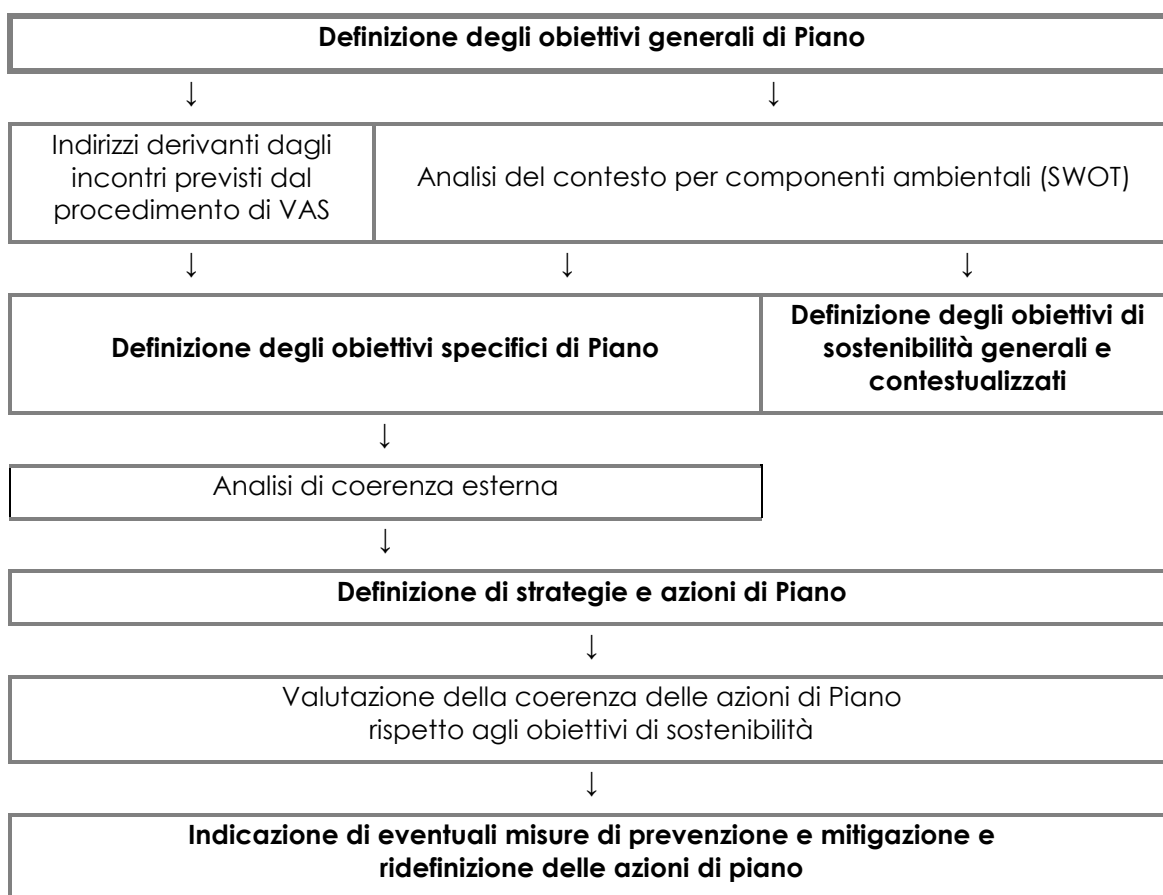 Definizione degli obiettivi generali di Piano
↓ ↓
Indirizzi derivanti dagli
incontri previsti dal
procedimento di VAS
Analisi del contesto per componenti ambientali (SWOT)
↓ ↓ ↓
Definizione degli obiettivi specifici di Piano
Definizione degli obiettivi di
sostenibilità generali e
contestualizzati
↓
Analisi di coerenza esterna
↓
Definizione di strategie e azioni di Piano
↓
Valutazione della coerenza delle azioni di Piano
rispetto agli obiettivi di sostenibilità
↓
Indicazione di eventuali misure di prevenzione e mitigazione e
ridefinizione delle azioni di piano